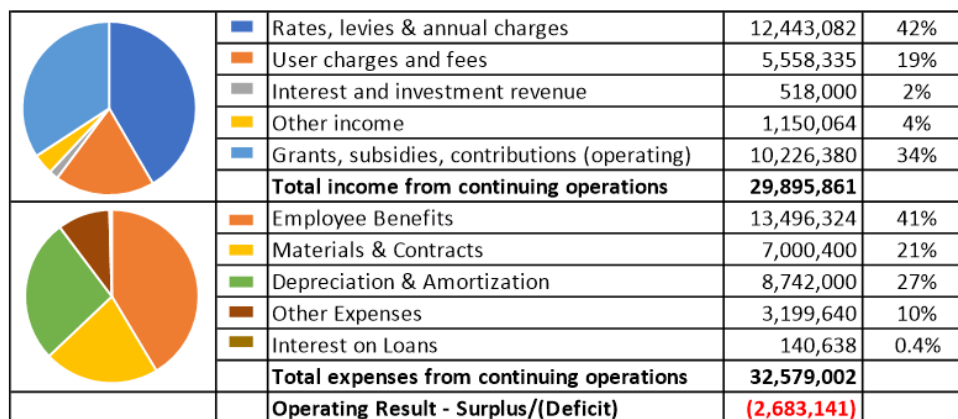 Rates, levies & annual charges 12,443,082 42%
User charges and fees 5,558,335 19%
Interest and investment revenue 518,000 2%
Other income 1,150,064 4%
Grants, subsidies, contributions (operating) 10,226,380 34%
Total income from continuing operations 29,895,861
Employee Benefits 13,496,324 41%
Materials & Contracts 7,000,400 21%
Depreciation & Amortization 8,742,000 27%
Other Expenses 3,199,640 10%
Interest on Loans 140,638 0.4%
Total expenses from continuing operations 32,579,002
Operating Result - Surplus/(Deficit) (2,683,141)